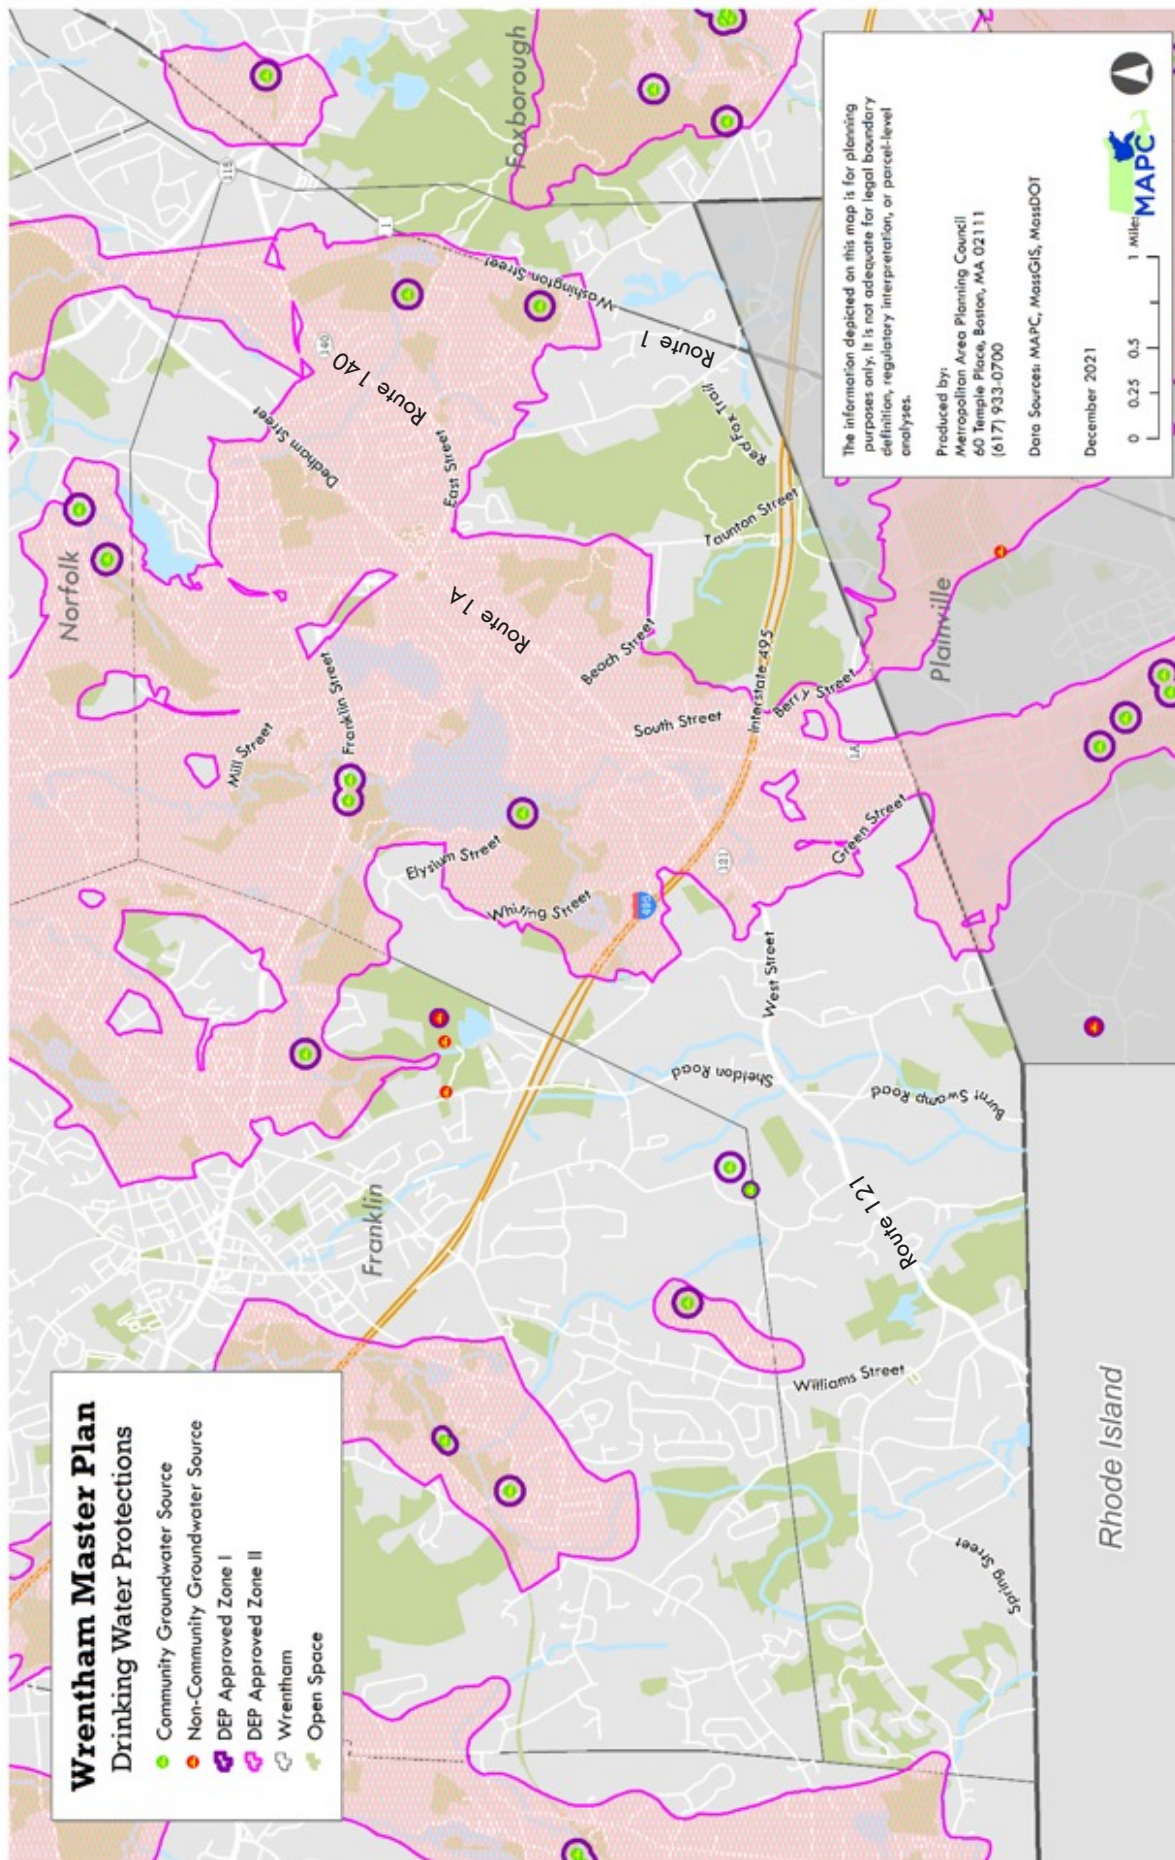 Wrentham Master Plan
Drinking Water Protections
Community Groundwater Source
Non-Community Groundwater Source
DEP Approved Zone I
DEP Approved Zone II
Wrentham
Open Space
Norfolk
Foxborough
Franklin
Plainville
Rhode Island
115
1
140
Route 140
Dedham Street
East Street
Washington Street
Route 1
Red Fox Trail
Taunton Street
Route 1A
Beach Street
Franklin Street
Mill Street
Elysium Street
Whiting Street
South Street
Interstate 495
Berry Street
1A
121
495
Green Street
West Street
Sheldon Road
Burnt Swamp Road
Route 121
Williams Street
Spring Street
The information depicted on this map is for planning
purposes only. It is not adequate for legal boundary
definition, regulatory interpretation, or parcel-level
analyses.
Produced by:
Metropolitan Area Planning Council
60 Temple Place, Boston, MA 02111
(617) 933-0700
Data Sources: MAPC, MassGIS, MassDOT
December 2021
0 0.25 0.5 1 Miles
MAPC